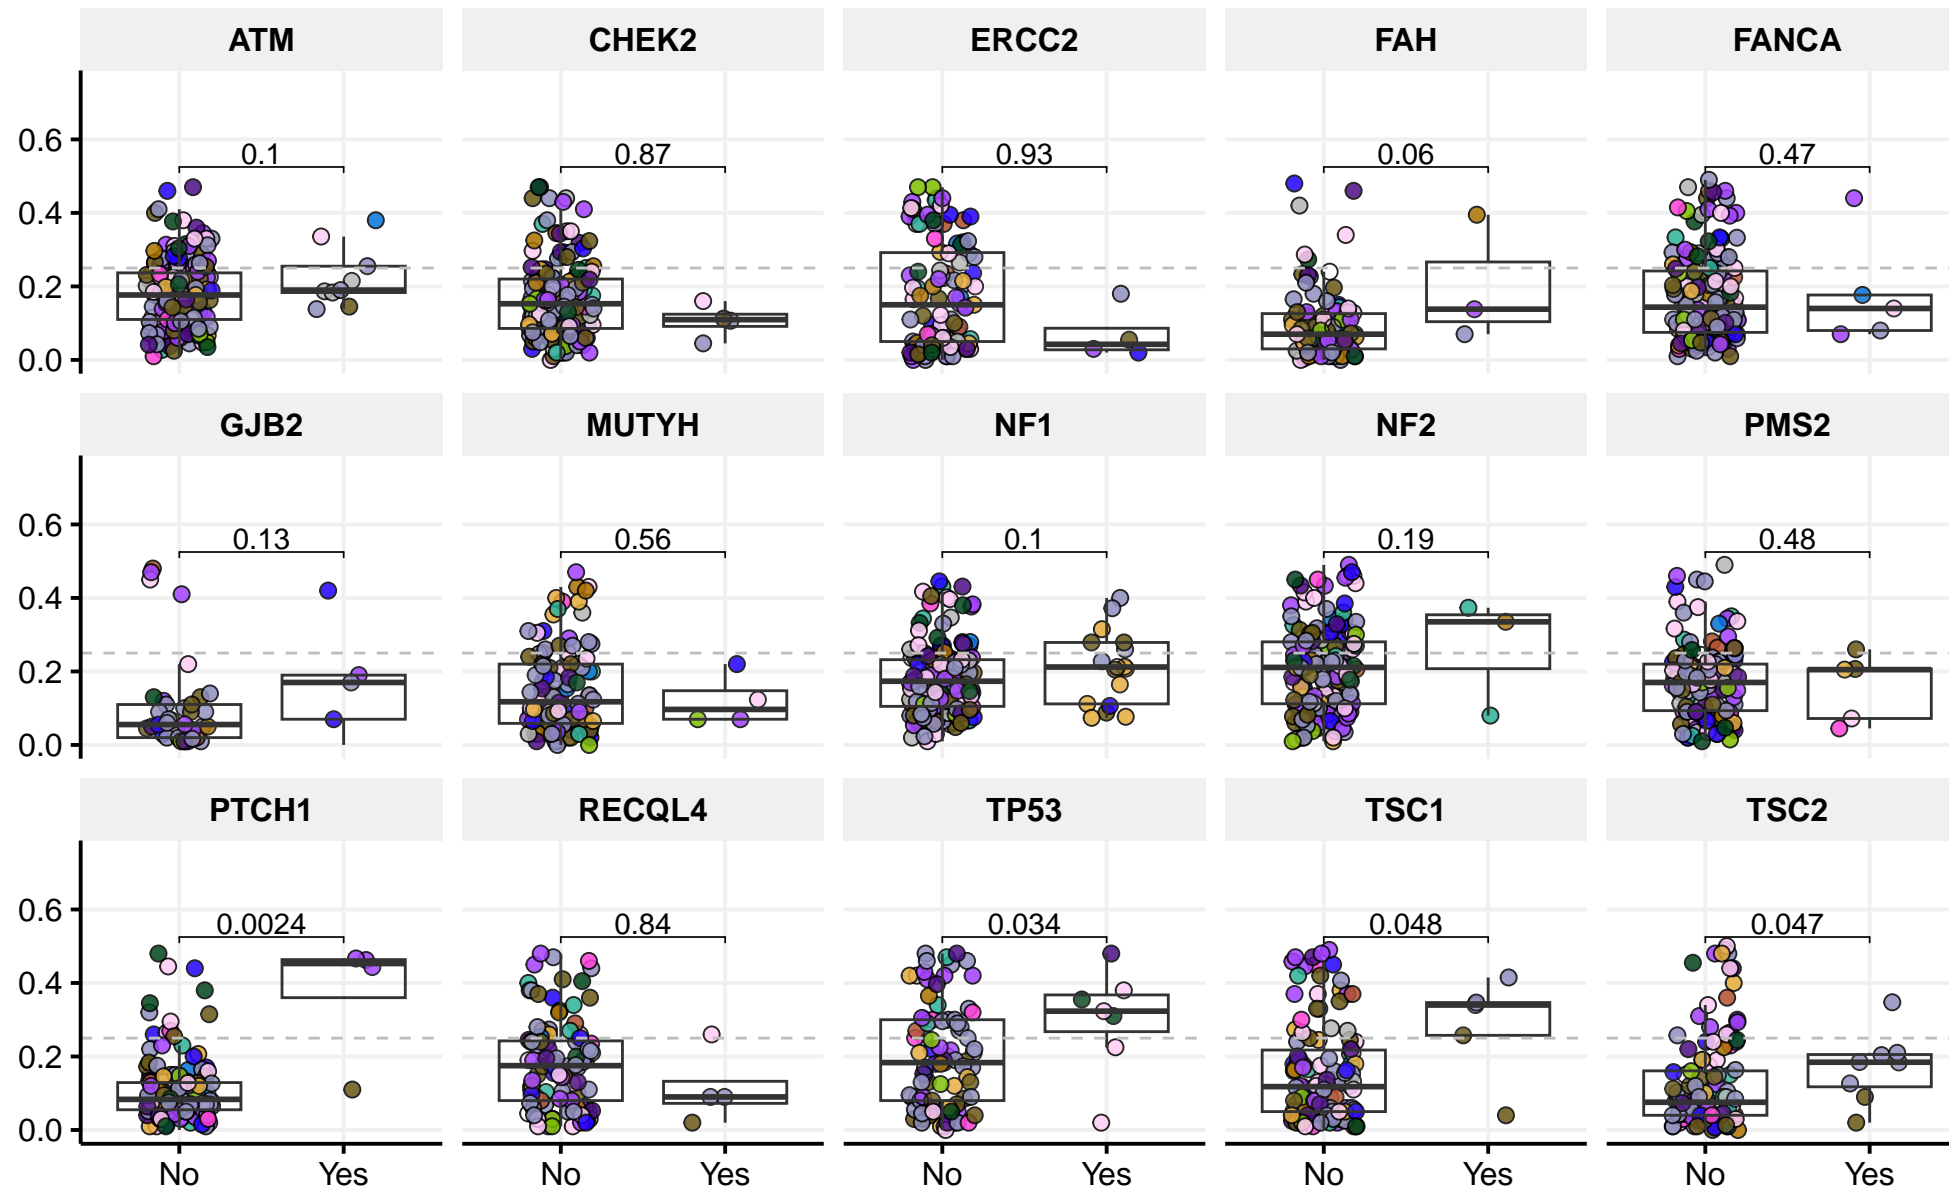 ATM CHEK2 ERCC2 FAH FANCA
0.6
0.1 0.87 0.93 0.06 0.47
0.4
0.2
0.0
GJB2 MUTYH NF1 NF2 PMS2
0.6
0.13 0.56 0.1 0.19 0.48
0.4
0.2
0.0
PTCH1 RECQL4 TP53 TSC1 TSC2
0.6
0.0024 0.84 0.034 0.048 0.047
0.4
0.2
0.0
No Yes No Yes No Yes No Yes No Yes